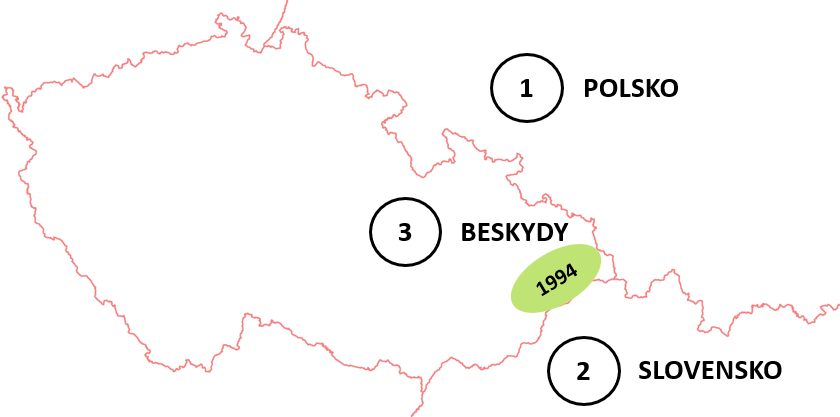 1 POLSKO
3 BESKYDY
1994
2 SLOVENSKO